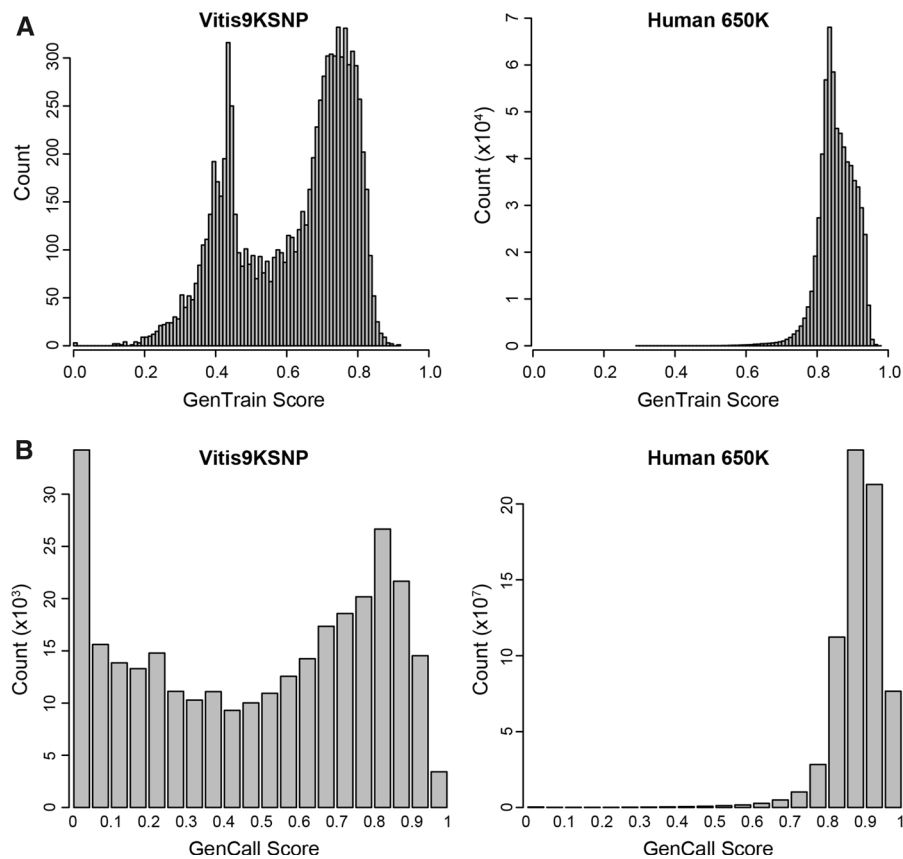 A
Vitis9KSNP
Human 650K
Count
0
50
100
150
200
250
300
0.0 0.2 0.4 0.6 0.8 1.0
GenTrain Score
Count (x10⁴)
0
1
2
3
4
5
6
7
0.0 0.2 0.4 0.6 0.8 1.0
GenTrain Score
B
Vitis9KSNP
Human 650K
Count (x10³)
0
5
10
15
20
25
30
0 0.1 0.2 0.3 0.4 0.5 0.6 0.7 0.8 0.9 1
GenCall Score
Count (x10⁷)
0
5
10
15
20
0 0.1 0.2 0.3 0.4 0.5 0.6 0.7 0.8 0.9 1
GenCall Score